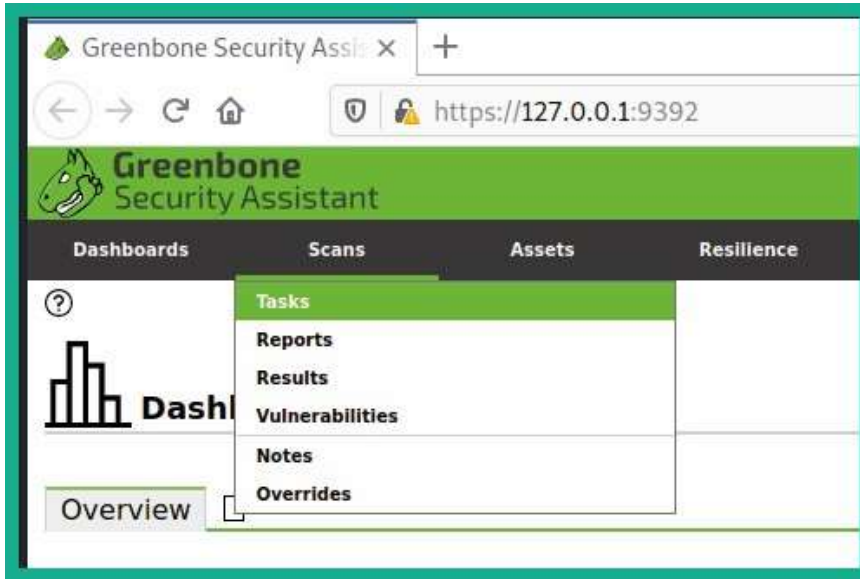 Greenbone Security Assis
https://127.0.0.1:9392
Greenbone
Security Assistant
Dashboards Scans Assets Resilience
Tasks
Reports
Results
Vulnerabilities
Notes
Overrides
Dashl
Overview